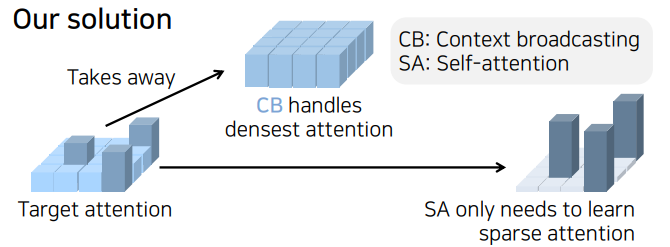 Our solution
CB: Context broadcasting
SA: Self-attention
Takes away
CB handles
densest attention
Target attention
SA only needs to learn
sparse attention